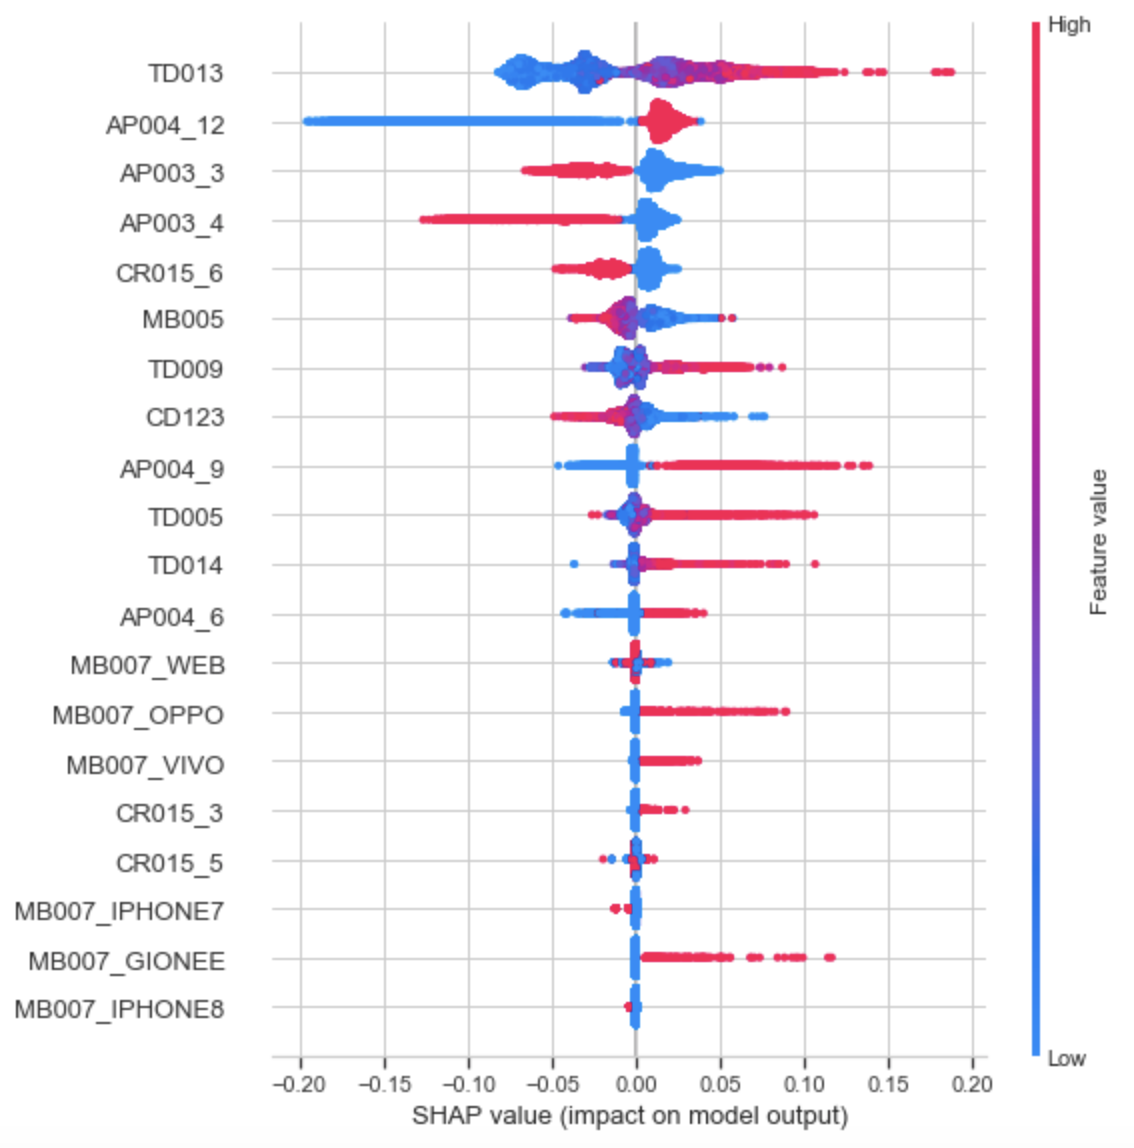 High
TD013
AP004_12
AP003_3
AP003_4
CR015_6
MB005
TD009
CD123
AP004_9
TD005
TD014
AP004_6
MB007_WEB
MB007_OPPO
MB007_VIVO
CR015_3
CR015_5
MB007_IPHONE7
MB007_GIONEE
MB007_IPHONE8
Feature value
Low
−0.20 −0.15 −0.10 −0.05 0.00 0.05 0.10 0.15 0.20
SHAP value (impact on model output)